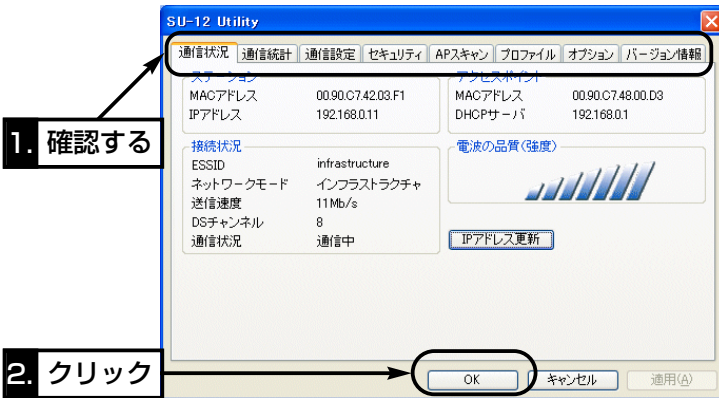 SU-12 Utility
通信状況 通信統計 通信設定 セキュリティ APスキャン プロファイル オプション バージョン情報
ステーション
MACアドレス 00.90.C7.42.03.F1
IPアドレス 192.168.0.11
アクセスポイント
MACアドレス 00.90.C7.48.00.D3
DHCPサーバ 192.168.0.1
1. 確認する
接続状況
ESSID infrastructure
ネットワークモード インフラストラクチャ
送信速度 11Mb/s
DSチャンネル 8
通信状況 通信中
電波の品質(強度)
IPアドレス更新
2. クリック
OK キャンセル 適用(A)